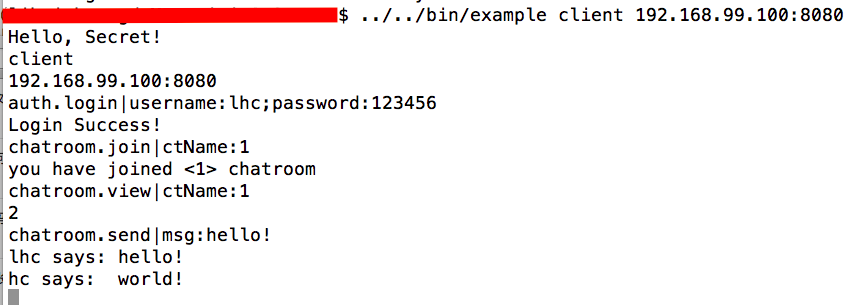 $ ../../bin/example client 192.168.99.100:8080
Hello, Secret!
client
192.168.99.100:8080
auth.login|username:lhc;password:123456
Login Success!
chatroom.join|ctName:1
you have joined <1> chatroom
chatroom.view|ctName:1
2
chatroom.send|msg:hello!
lhc says: hello!
hc says:  world!